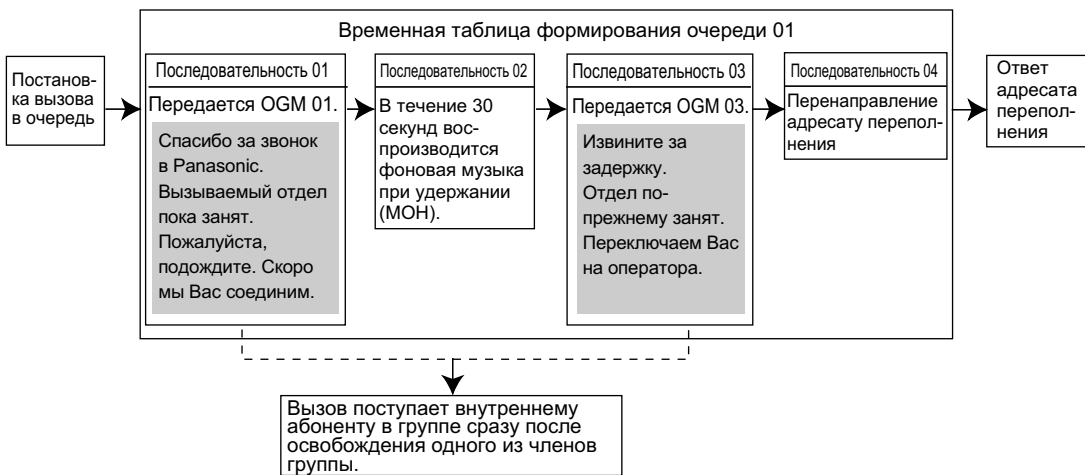 Временная таблица формирования очереди 01
Постанов-
ка вызова
в очередь
Последовательность 01
Передается OGM 01.
Спасибо за звонок
в Panasonic.
Вызываемый отдел
пока занят.
Пожалуйста,
подождите. Скоро
мы Вас соединим.
Последовательность 02
В течение 30
секунд вос-
производится
фоновая музыка
при удержании
(MOH).
Последовательность 03
Передается OGM 03.
Извините за
задержку.
Отдел по-
прежнему занят.
Переключаем Вас
на оператора.
Последовательность 04
Перенаправление
адресату перепол-
нения
Ответ
адресата
перепол-
нения
Вызов поступает внутреннему
абоненту в группе сразу после
освобождения одного из членов
группы.